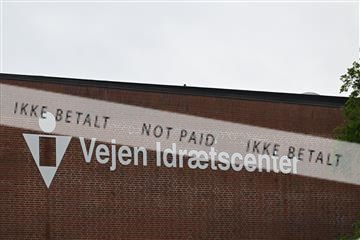 IKKE BETALT NOT PAID IKKE BETALT
Vejen Idrætscenter